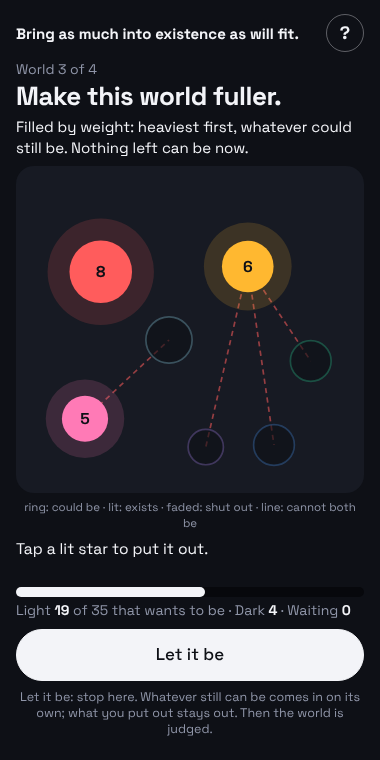 Bring as much into existence as will fit.
?
World 3 of 4
Make this world fuller.
Filled by weight: heaviest first, whatever could
still be. Nothing left can be now.
8
6
5
ring: could be · lit: exists · faded: shut out · line: cannot both
be
Tap a lit star to put it out.
Light 19 of 35 that wants to be · Dark 4 · Waiting 0
Let it be
Let it be: stop here. Whatever still can be comes in on its
own; what you put out stays out. Then the world is
judged.